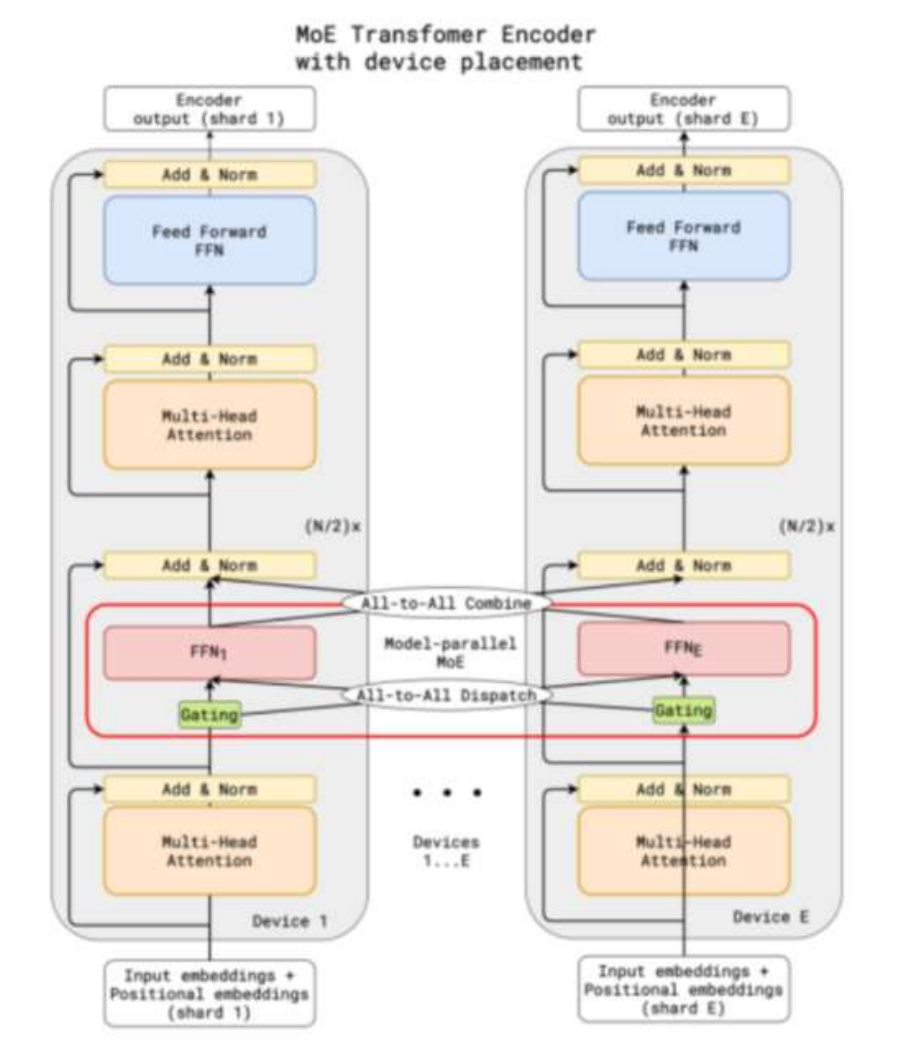 MoE Transfomer Encoder
with device placement
Encoder
output (shard 1)
Add & Norm
Feed Forward
FFN
Add & Norm
Multi-Head
Attention
(N/2)x
Add & Norm
FFN1
Gating
Add & Norm
Multi-Head
Attention
Device 1
Input embeddings +
Positional embeddings
(shard 1)
All-to-All Combine
Model-parallel
MoE
All-to-All Dispatch
Devices
1...E
Encoder
output (shard E)
Add & Norm
Feed Forward
FFN
Add & Norm
Multi-Head
Attention
(N/2)x
Add & Norm
FFNE
Gating
Add & Norm
Multi-Head
Attention
Device E
Input embeddings +
Positional embeddings
(shard E)